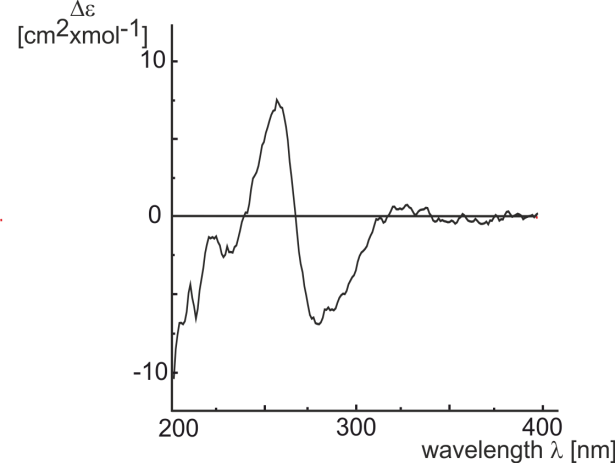 Δε
[cm2xmol-1]
10
0
-10
200 300 400
wavelength λ [nm]